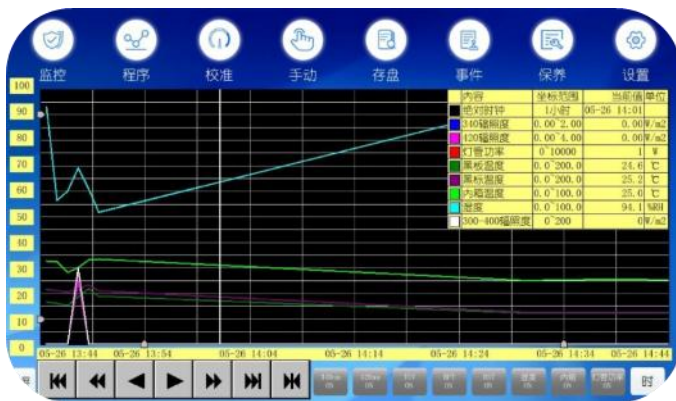 监控 程序 校准 手动 存盘 事件 保养 设置
100
90
80
70
60
50
40
30
20
10
0
内容 坐标范围 当前值 单位
绝对时钟 1小时 05-26 14:01
340辐照度 0.00~2.00 0.00 W/m2
420辐照度 0.00~4.00 0.00 W/m2
灯管功率 0~10000 1 W
黑板温度 0.0~200.0 24.6 ℃
黑标温度 0.0~200.0 25.2 ℃
内箱温度 0.0~100.0 25.0 ℃
湿度 0.0~100.0 94.1 %RH
300-400辐照度 0~200 0 W/m2
05-26 13:44 05-26 13:54 05-26 14:04 05-26 14:14 05-26 14:24 05-26 14:34 05-26 14:44
时